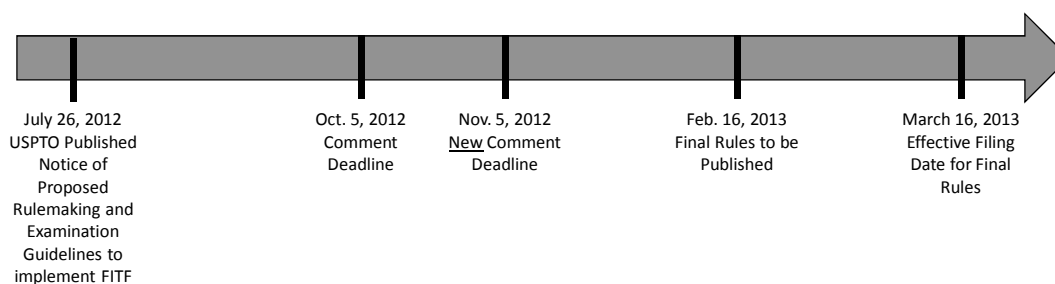 July 26, 2012
USPTO Published
Notice of
Proposed
Rulemaking and
Examination
Guidelines to
implement FITF
Oct. 5, 2012
Comment
Deadline
Nov. 5, 2012
New Comment
Deadline
Feb. 16, 2013
Final Rules to be
Published
March 16, 2013
Effective Filing
Date for Final
Rules